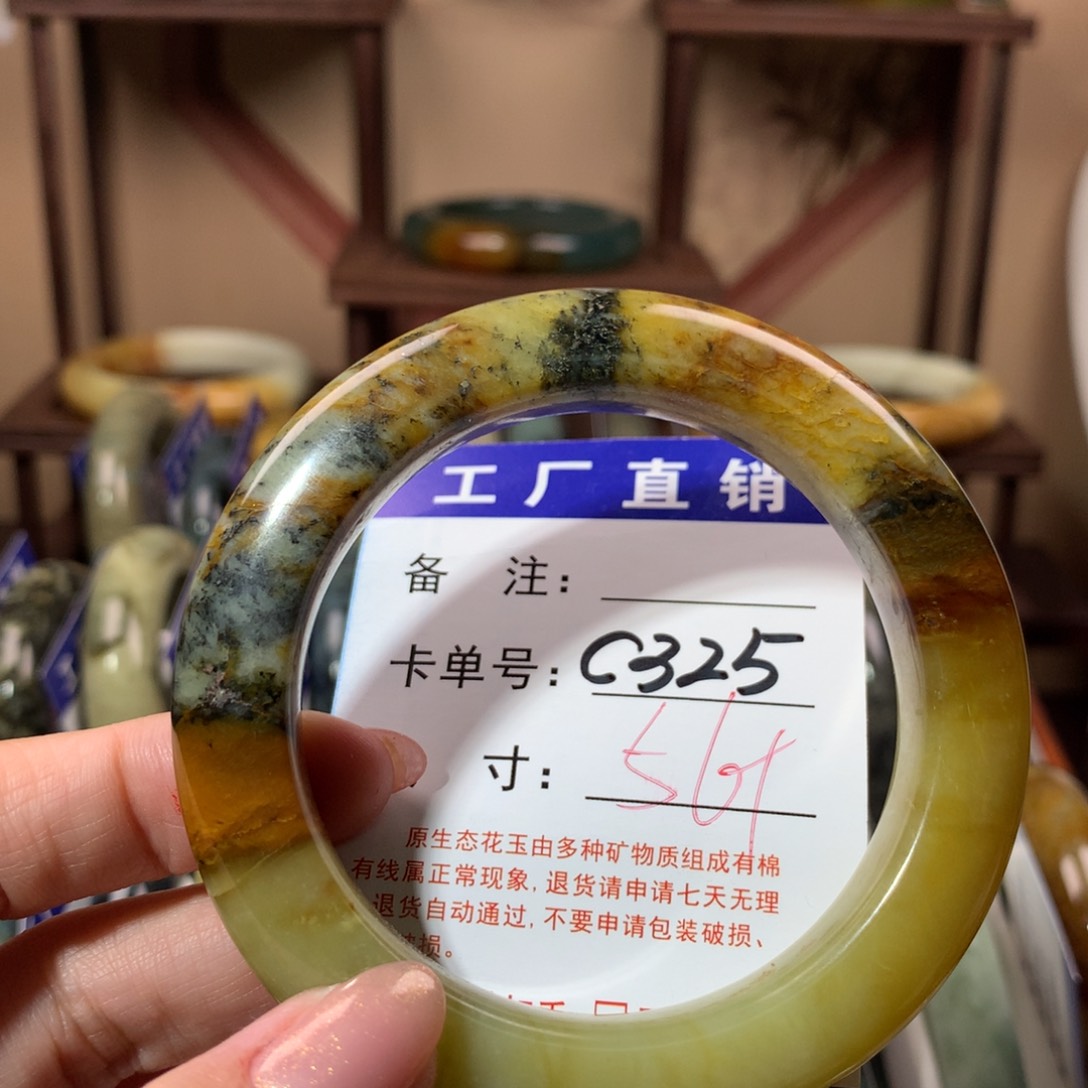 工厂直销
备 注：
卡单号：C325
寸：56
原生态花玉由多种矿物质组成有棉
有线属正常现象，退货请申请七天无理
退货自动通过，不要申请包装破损、
破损。